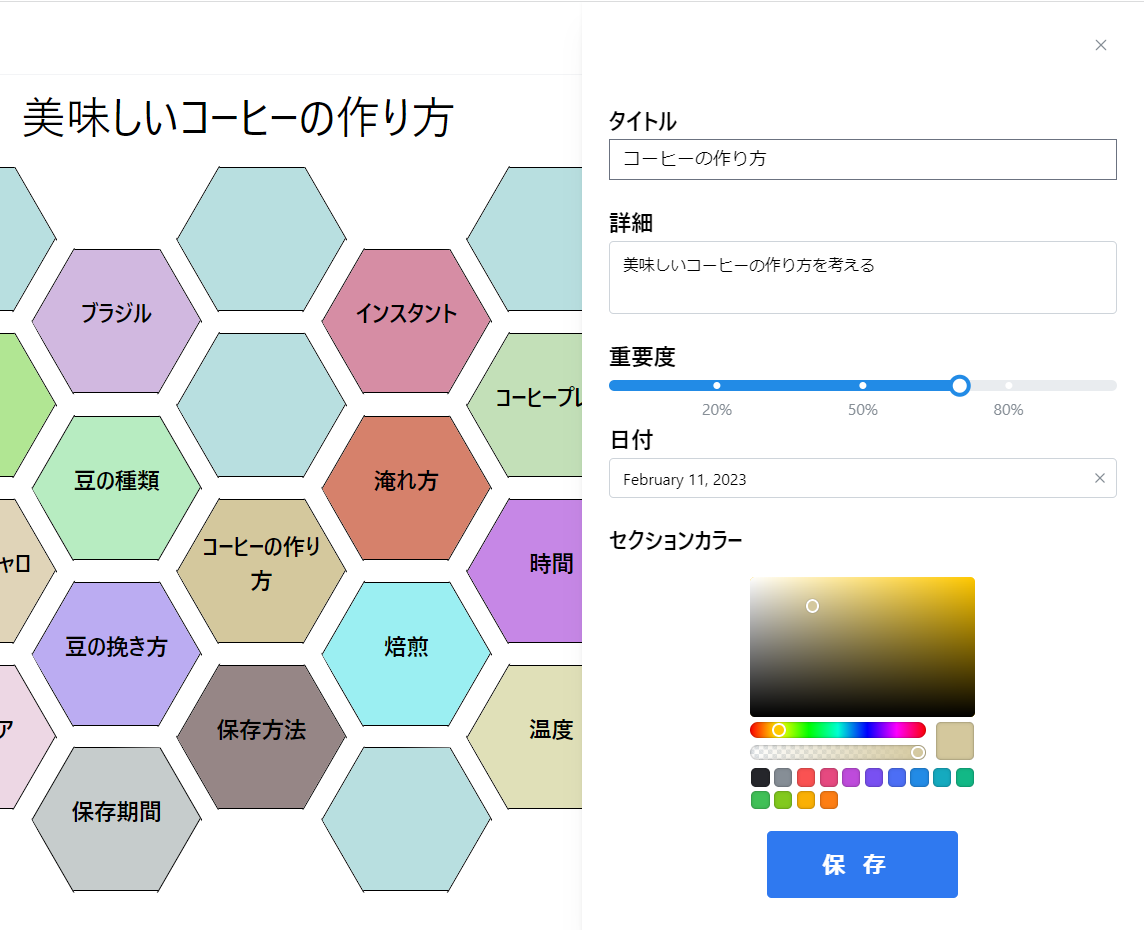 美味しいコーヒーの作り方
ブラジル
インスタント
コーヒープレ
豆の種類
淹れ方
コーヒーの作り
方
ャロ
時間
豆の挽き方
焙煎
ア
保存方法
温度
保存期間
タイトル
コーヒーの作り方
詳細
美味しいコーヒーの作り方を考える
重要度
20% 50% 80%
日付
February 11, 2023
セクションカラー
保存